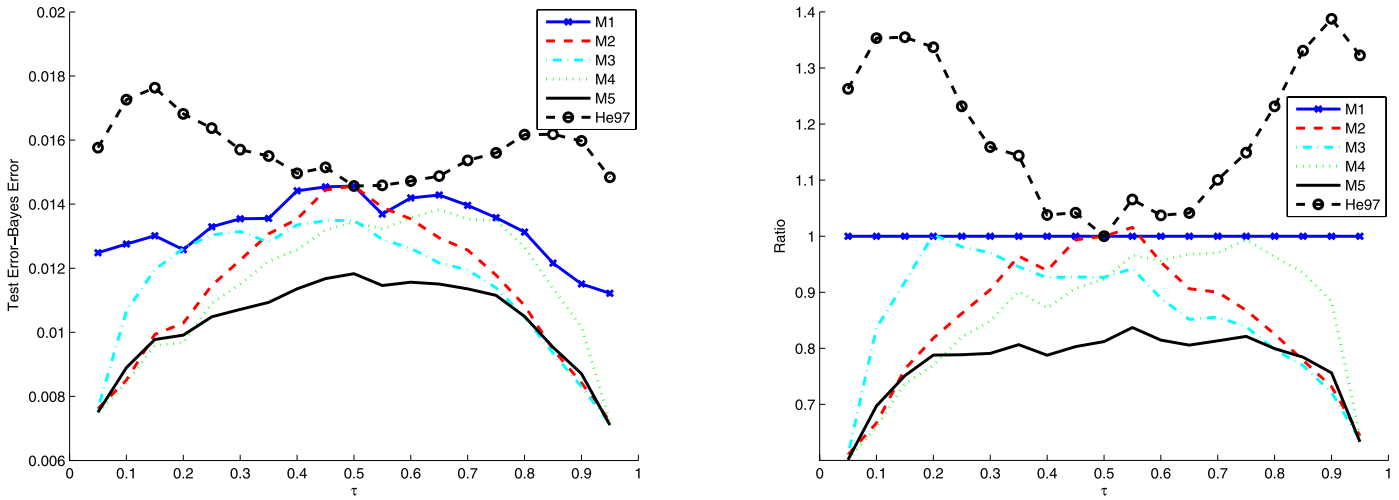 0.02
0.018
0.016
0.014
0.012
0.01
0.008
0.006
Test Error−Bayes Error
0 0.1 0.2 0.3 0.4 0.5 0.6 0.7 0.8 0.9 1
τ
M1
M2
M3
M4
M5
He97
1.4
1.3
1.2
1.1
1
0.9
0.8
0.7
Ratio
0 0.1 0.2 0.3 0.4 0.5 0.6 0.7 0.8 0.9 1
τ
M1
M2
M3
M4
M5
He97